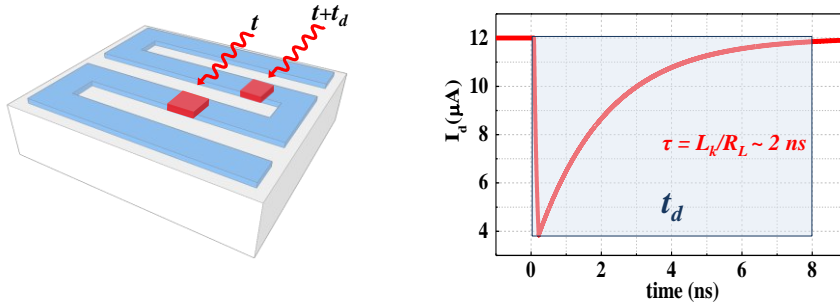 t
t+t_d
I_d(μA)
12
10
8
6
4
τ = L_k/R_L ~ 2 ns
t_d
0 2 4 6 8
time (ns)